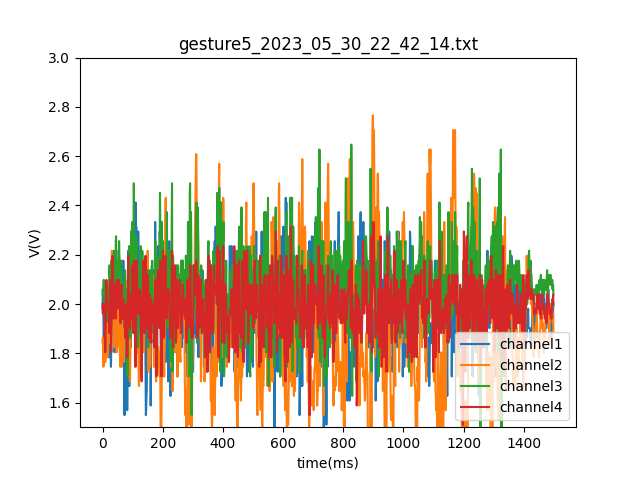 gesture5_2023_05_30_22_42_14.txt
3.0
2.8
2.6
2.4
2.2
2.0
1.8
1.6
V(V)
0 200 400 600 800 1000 1200 1400
time(ms)
channel1
channel2
channel3
channel4